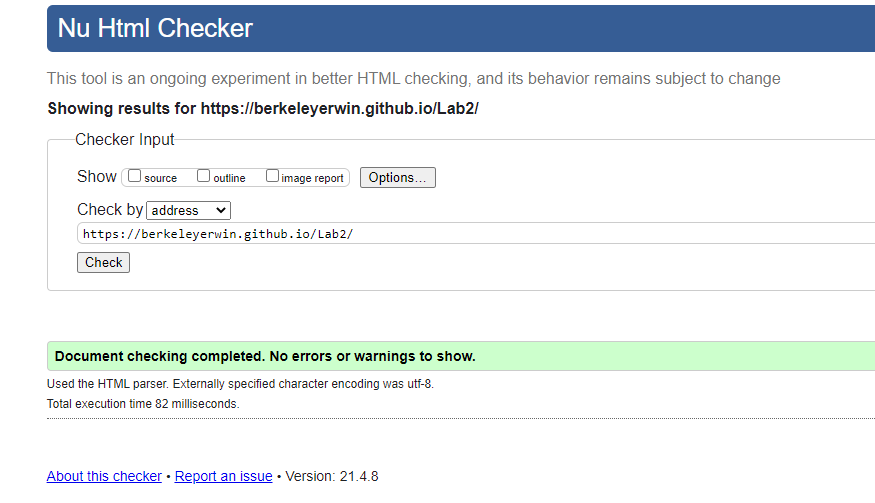 Nu Html Checker
This tool is an ongoing experiment in better HTML checking, and its behavior remains subject to change
Showing results for https://berkeleyerwin.github.io/Lab2/
Checker Input
Show source outline image report Options...
Check by address
https://berkeleyerwin.github.io/Lab2/
Check
Document checking completed. No errors or warnings to show.
Used the HTML parser. Externally specified character encoding was utf-8.
Total execution time 82 milliseconds.
About this checker • Report an issue • Version: 21.4.8